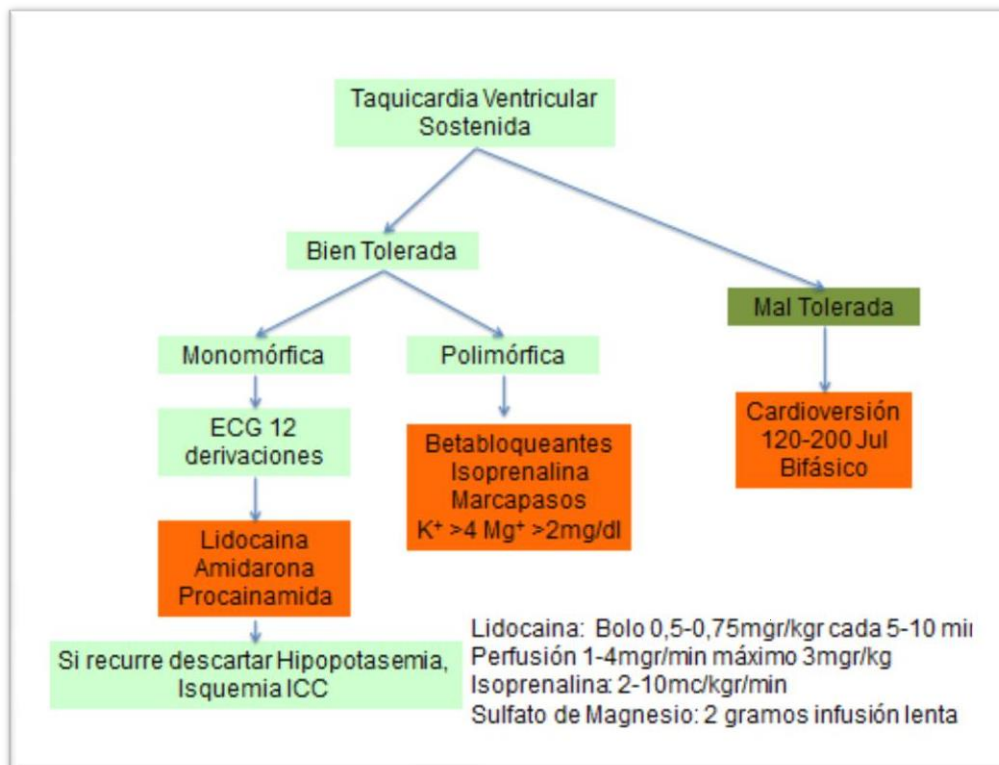 Taquicardia Ventricular
Sostenida
Bien Tolerada
Mal Tolerada
Monomórfica
Polimórfica
ECG 12
derivaciones
Betabloqueantes
Isoprenalina
Marcapasos
K⁺ >4 Mg⁺ >2mg/dl
Cardioversión
120-200 Jul
Bifásico
Lidocaina
Amidarona
Procainamida
Si recurre descartar Hipopotasemia,
Isquemia ICC
Lidocaina: Bolo 0,5-0,75mgr/kgr cada 5-10 min
Perfusión 1-4mgr/min máximo 3mgr/kg
Isoprenalina: 2-10mc/kgr/min
Sulfato de Magnesio: 2 gramos infusión lenta